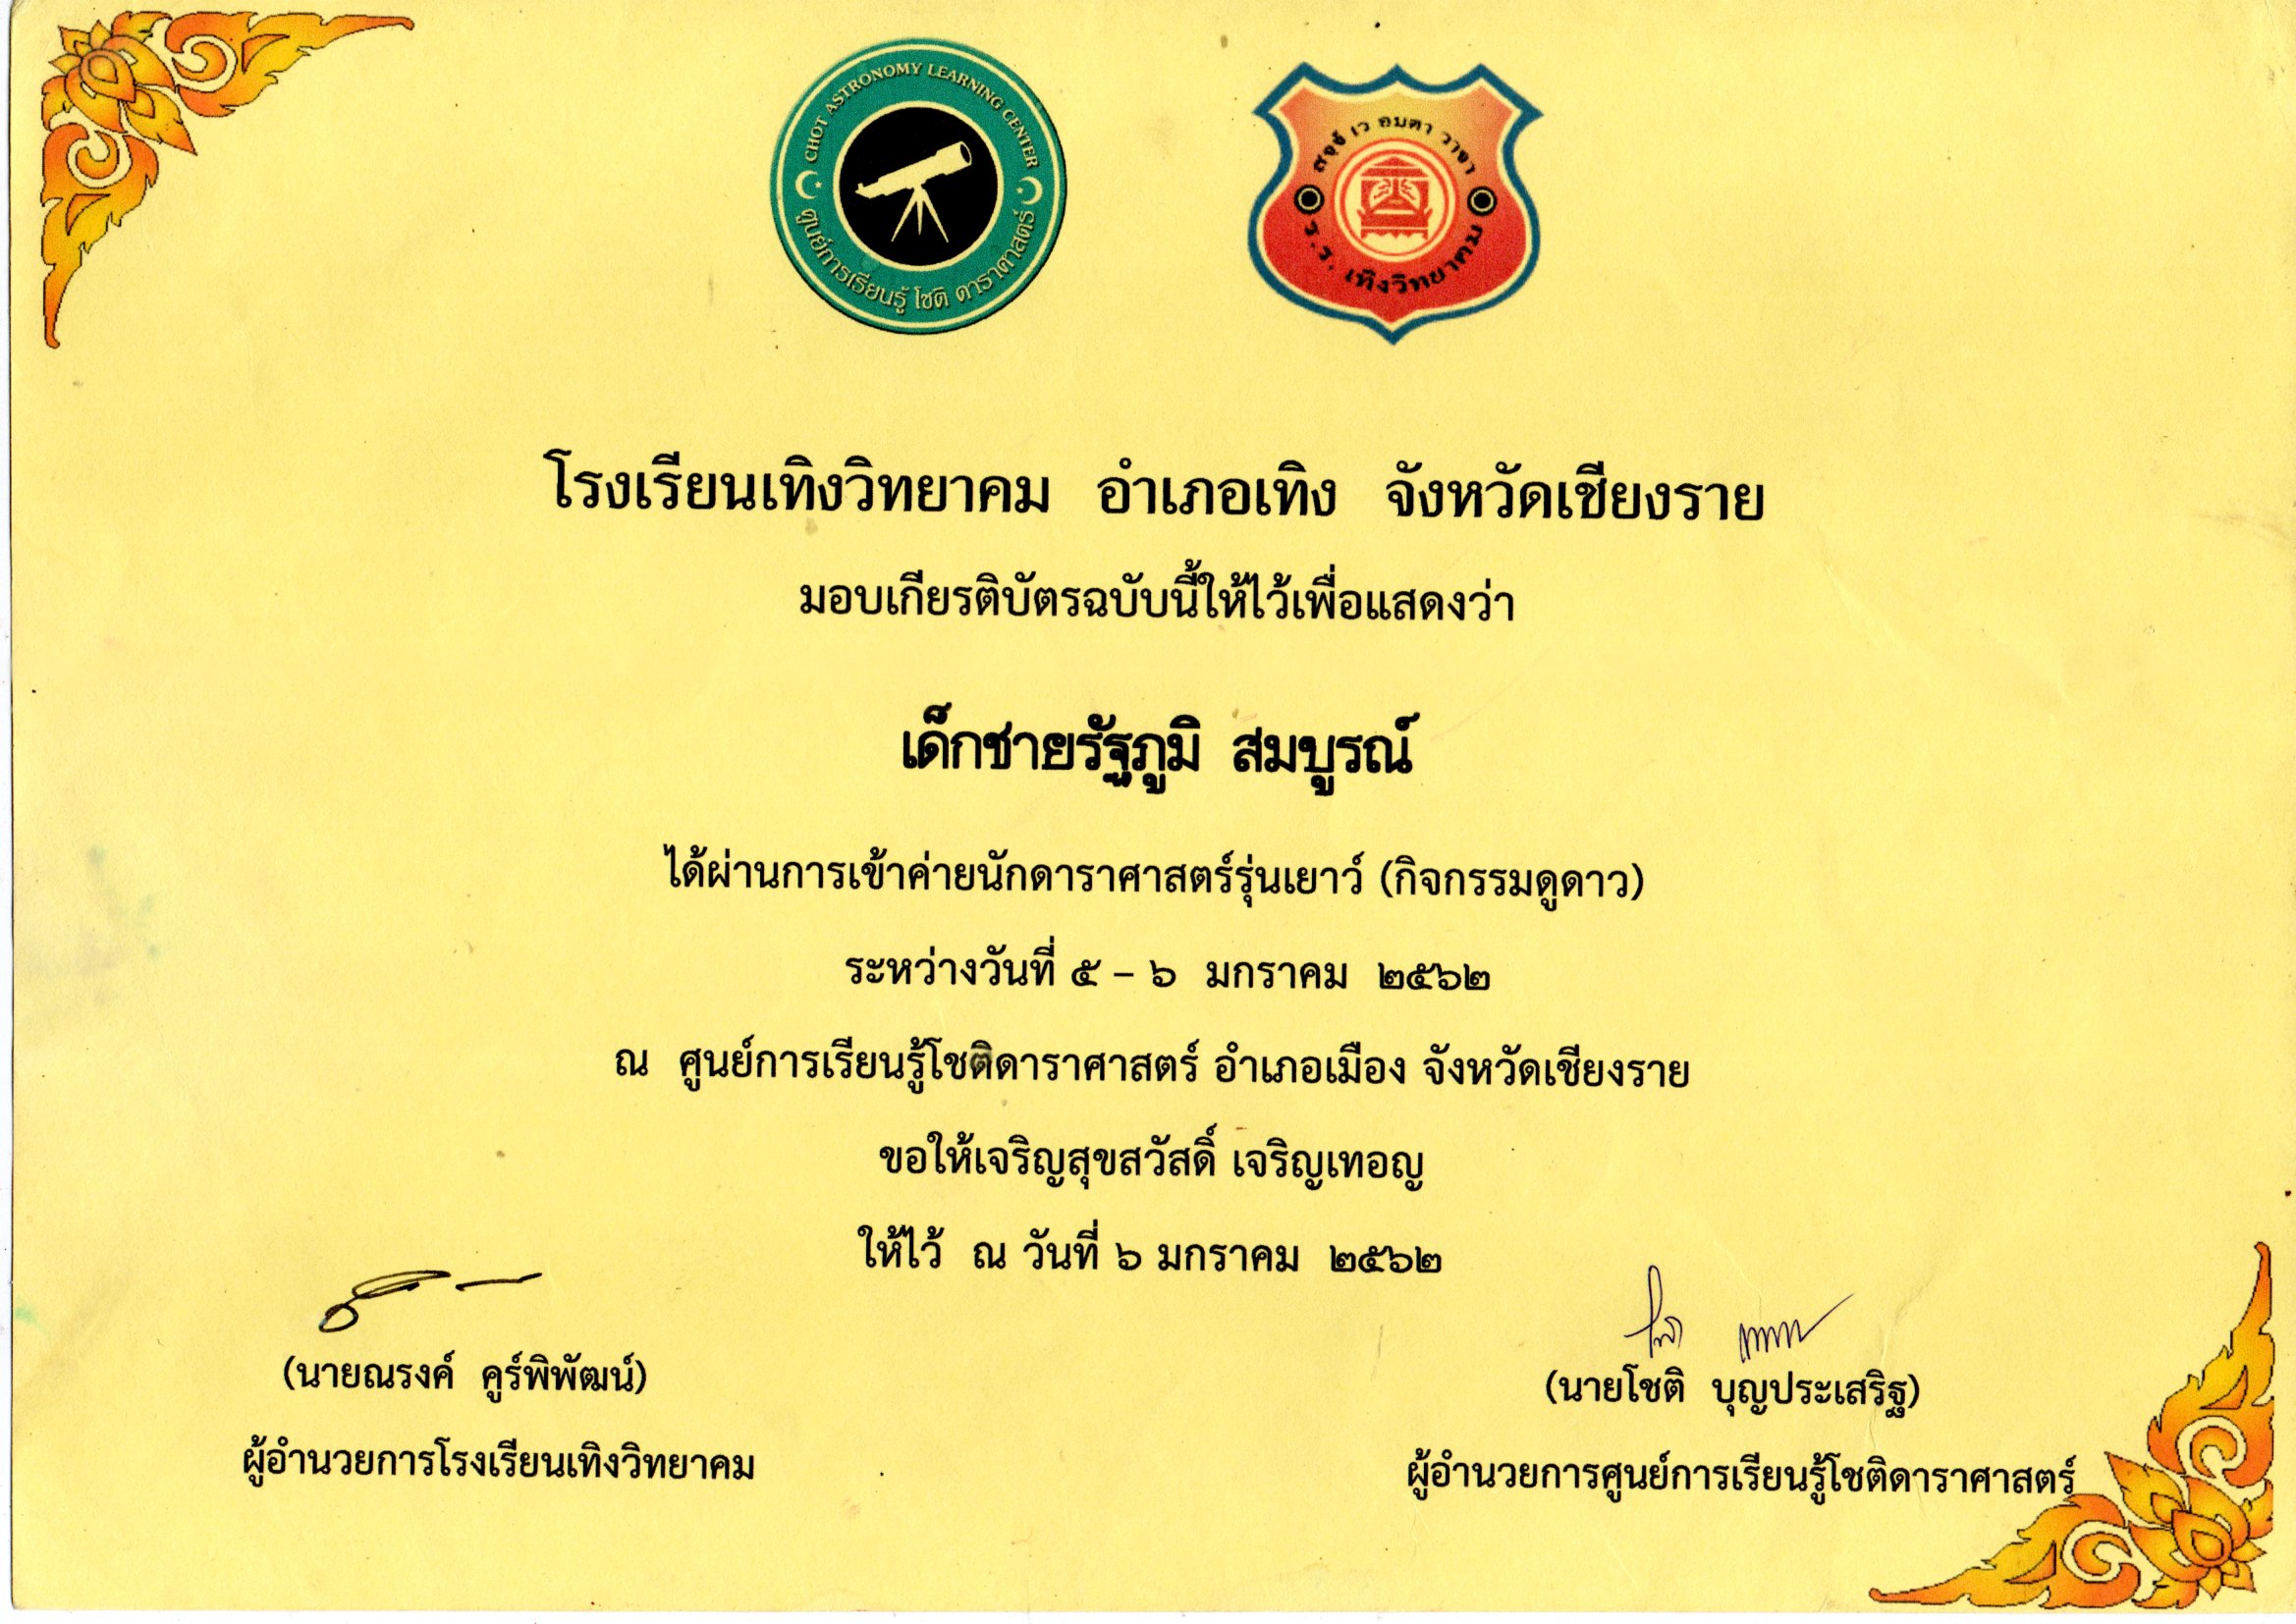 CHOT ASTRONOMY LEARNING CENTER
ศูนย์การเรียนรู้ โชติ ดาราศาสตร์
สจฺจํ เว อมตา วาจา
ร.ร. เทิงวิทยาคม
โรงเรียนเทิงวิทยาคม อำเภอเทิง จังหวัดเชียงราย
มอบเกียรติบัตรฉบับนี้ให้ไว้เพื่อแสดงว่า
เด็กชายรัฐภูมิ สมบูรณ์
ได้ผ่านการเข้าค่ายนักดาราศาสตร์รุ่นเยาว์ (กิจกรรมดูดาว)
ระหว่างวันที่ ๕ – ๖ มกราคม ๒๕๖๒
ณ ศูนย์การเรียนรู้โชติดาราศาสตร์ อำเภอเมือง จังหวัดเชียงราย
ขอให้เจริญสุขสวัสดิ์ เจริญเทอญ
ให้ไว้ ณ วันที่ ๖ มกราคม ๒๕๖๒
(นายณรงค์ คูร์พิพัฒน์)
ผู้อำนวยการโรงเรียนเทิงวิทยาคม
(นายโชติ บุญประเสริฐ)
ผู้อำนวยการศูนย์การเรียนรู้โชติดาราศาสตร์